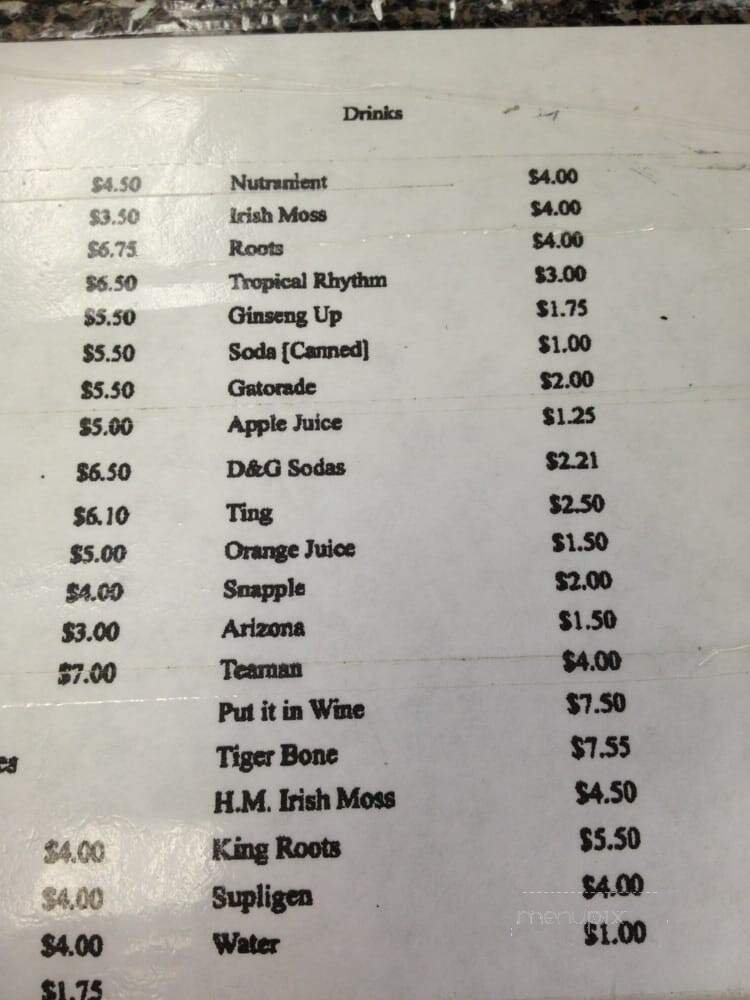 Drinks
$4.50 Nutranient $4.00
$3.50 Irish Moss $4.00
$6.75 Roots $4.00
$6.50 Tropical Rhythm $3.00
$5.50 Ginseng Up $1.75
$5.50 Soda [Canned] $1.00
$5.50 Gatorade $2.00
$5.00 Apple Juice $1.25
$6.50 D&G Sodas $2.21
$6.10 Ting $2.50
$5.00 Orange Juice $1.50
$4.00 Snapple $2.00
$3.00 Arizona $1.50
$7.00 Teaman $4.00
Put it in Wine $7.50
es Tiger Bone $7.55
H.M. Irish Moss $4.50
$4.00 King Roots $5.50
$4.00 Supligen $4.00
menupix
$4.00 Water $1.00
$1.75